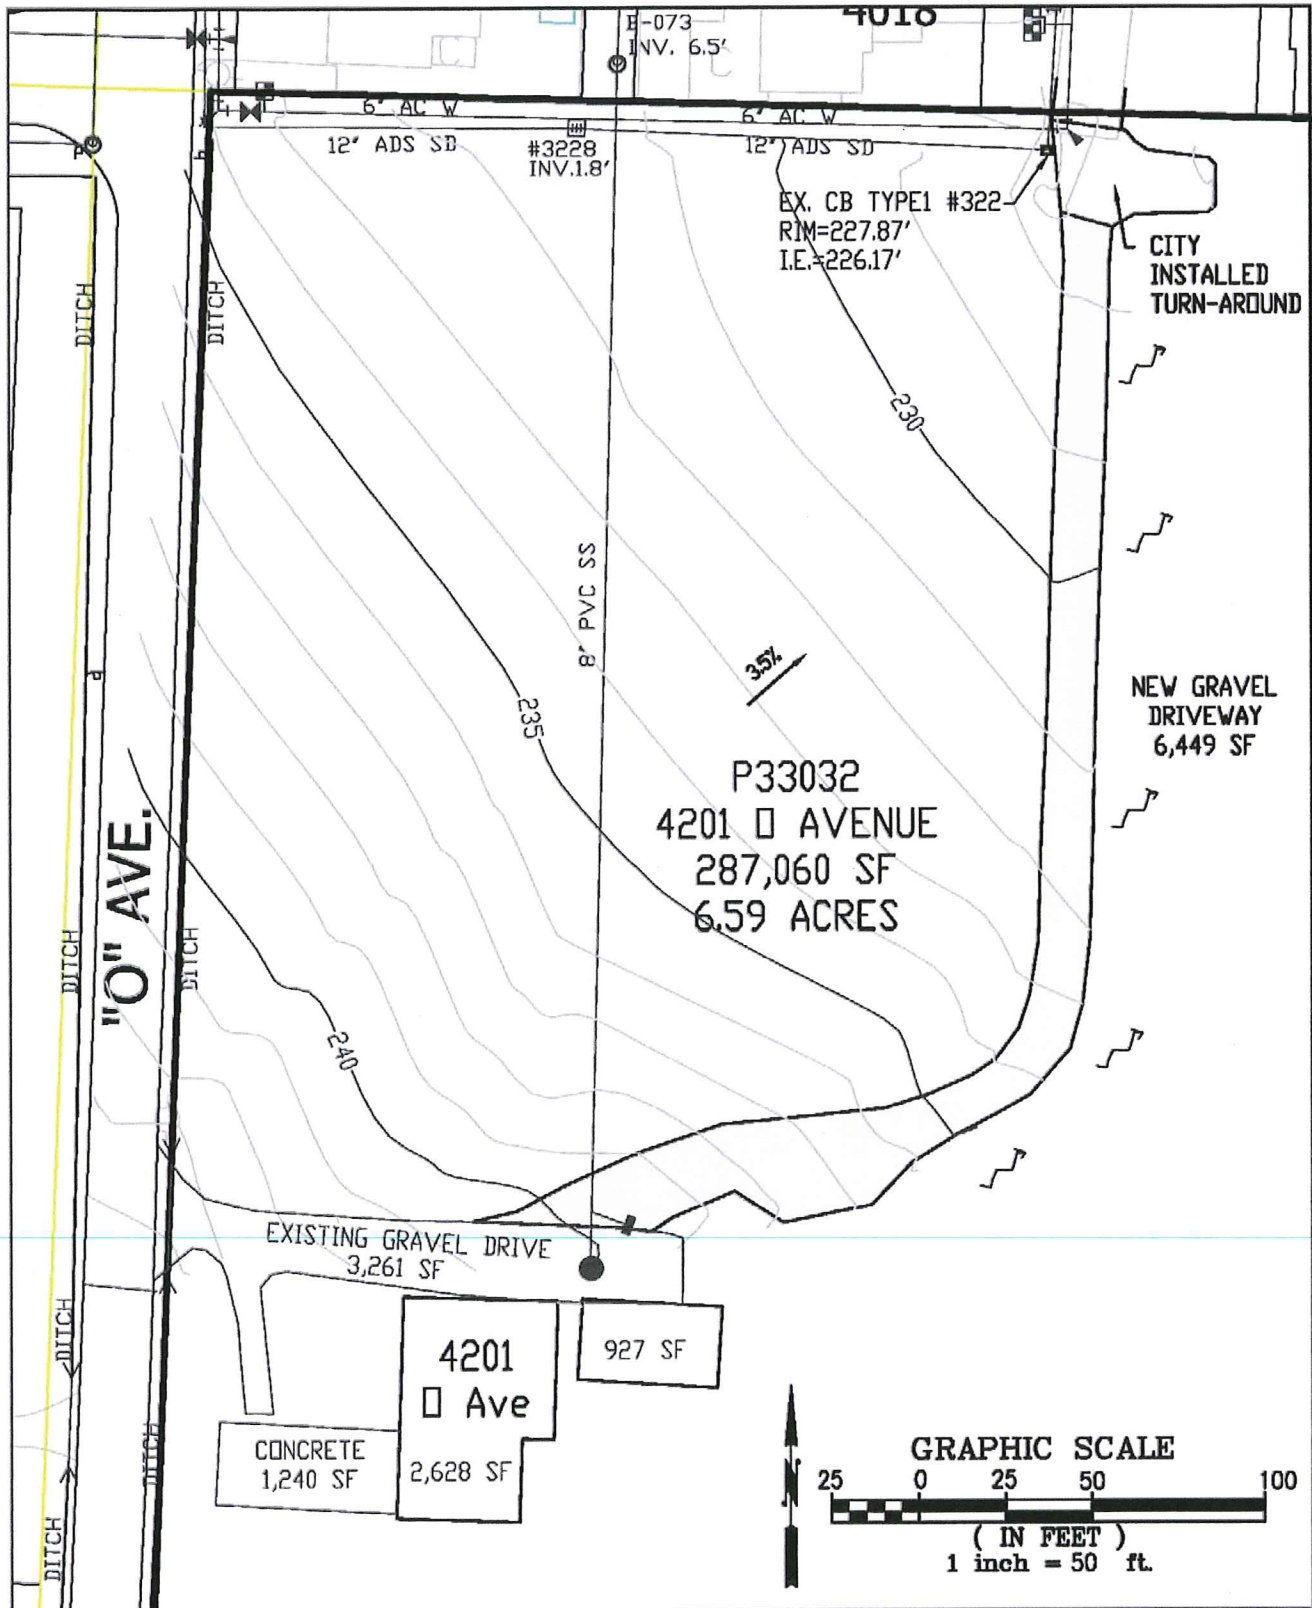 E-073
INV. 6.5'
4018
6" AC W
6" AC W
12" ADS SD
#3228
INV.1.8'
12" ADS SD
EX. CB TYPE1 #322
RIM=227.87'
I.E.=226.17'
CITY
INSTALLED
TURN-AROUND
DITCH
DITCH
230
8" PVC SS
3.5%
235
NEW GRAVEL
DRIVEWAY
6,449 SF
P33032
4201 O AVENUE
287,060 SF
6.59 ACRES
"O" AVE.
DITCH
DITCH
240
EXISTING GRAVEL DRIVE
3,261 SF
DITCH
4201
O Ave
2,628 SF
927 SF
CONCRETE
1,240 SF
DITCH
DITCH
N
GRAPHIC SCALE
25 0 25 50 100
( IN FEET )
1 inch = 50 ft.